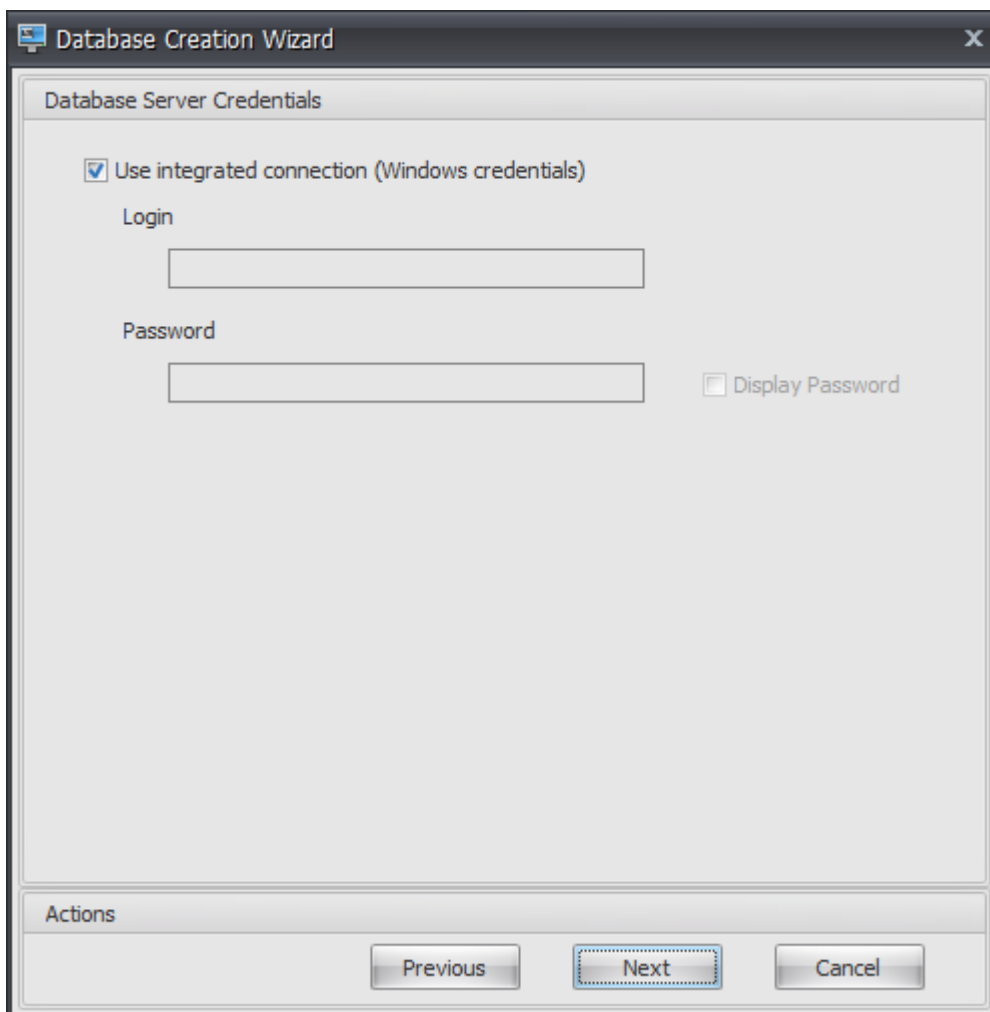 Database Creation Wizard
Database Server Credentials
Use integrated connection (Windows credentials)
Login
Password
Display Password
Actions
Previous Next Cancel